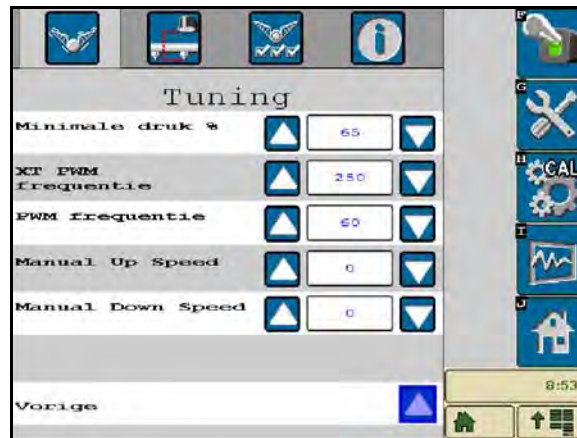 Tuning
Minimale druk % 65
XT PWM
frequentie 250
PWM frequentie 60
Manual Up Speed 0
Manual Down Speed 0
Vorige
F
G
H
CAL
I
J
8:53